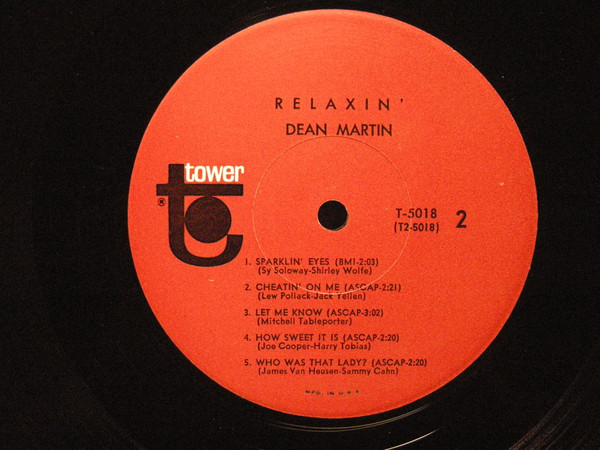 RELAXIN'
DEAN MARTIN
tower
®
T-5018
(T2-5018)
2
1. SPARKLIN' EYES (BMI-2:03)
(Sy Soloway-Shirley Wolfe)
2. CHEATIN' ON ME (ASCAP-2:21)
(Lew Pollack-Jack Yellen)
3. LET ME KNOW (ASCAP-3:02)
(Mitchell Tableporter)
4. HOW SWEET IT IS (ASCAP-2:20)
(Joe Cooper-Harry Tobias)
5. WHO WAS THAT LADY? (ASCAP-2:20)
(James Van Heusen-Sammy Cahn)
MFG. IN U.S.A.